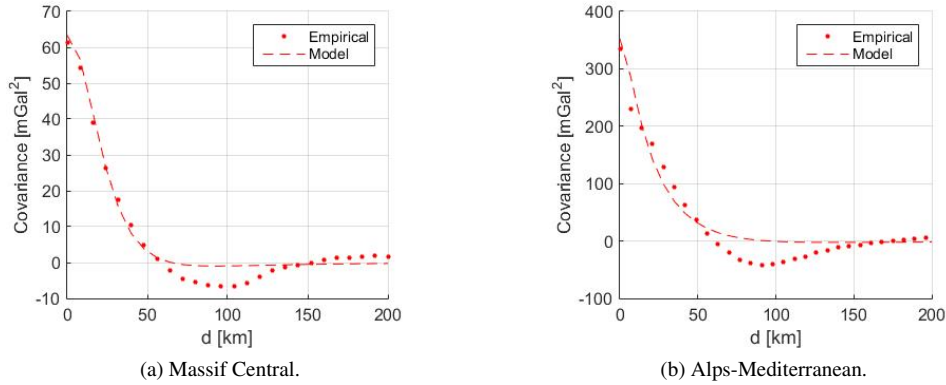 70
60
50
40
30
20
10
0
-10
Covariance [mGal²]
0
50
100
150
200
d [km]
Empirical
Model
(a) Massif Central.
400
300
200
100
0
-100
Covariance [mGal²]
0
50
100
150
200
d [km]
Empirical
Model
(b) Alps-Mediterranean.